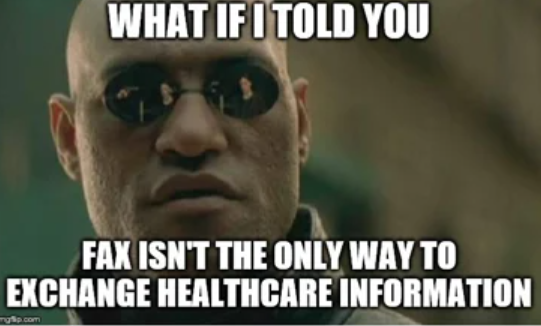 WHAT IF I TOLD YOU
FAX ISN'T THE ONLY WAY TO
EXCHANGE HEALTHCARE INFORMATION
imgflip.com